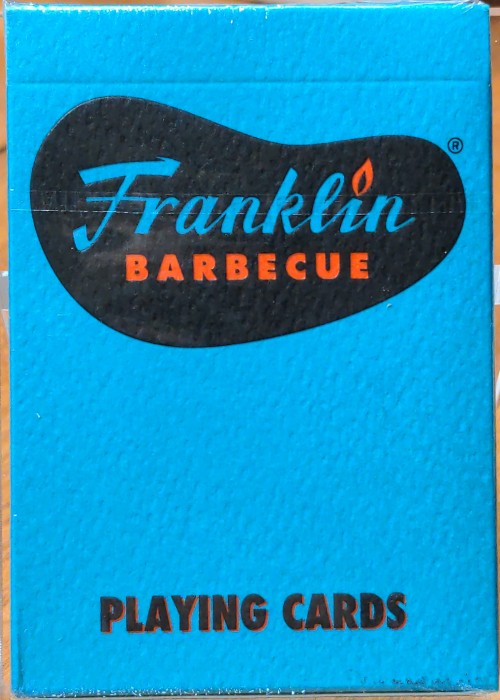 Franklin
®
BARBECUE
PLAYING CARDS